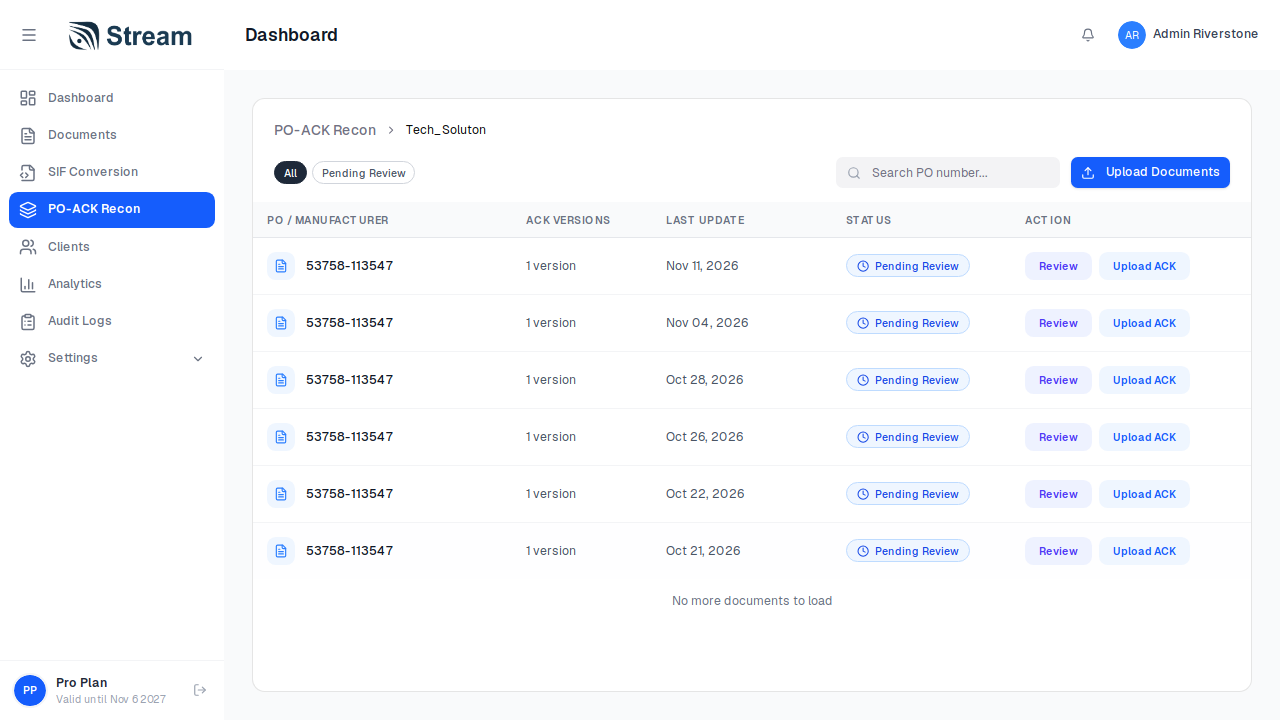 Stream
Dashboard
AR
Admin Riverstone
Dashboard
Documents
SIF Conversion
PO-ACK Recon
Clients
Analytics
Audit Logs
Settings
PP
Pro Plan
Valid until Nov 6 2027
PO-ACK Recon > Tech_Soluton
All
Pending Review
Search PO number...
Upload Documents
PO / MANUFACTURER ACK VERSIONS LAST UPDATE STATUS ACTION
53758-113547 1 version Nov 11, 2026 Pending Review Review Upload ACK
53758-113547 1 version Nov 04, 2026 Pending Review Review Upload ACK
53758-113547 1 version Oct 28, 2026 Pending Review Review Upload ACK
53758-113547 1 version Oct 26, 2026 Pending Review Review Upload ACK
53758-113547 1 version Oct 22, 2026 Pending Review Review Upload ACK
53758-113547 1 version Oct 21, 2026 Pending Review Review Upload ACK
No more documents to load